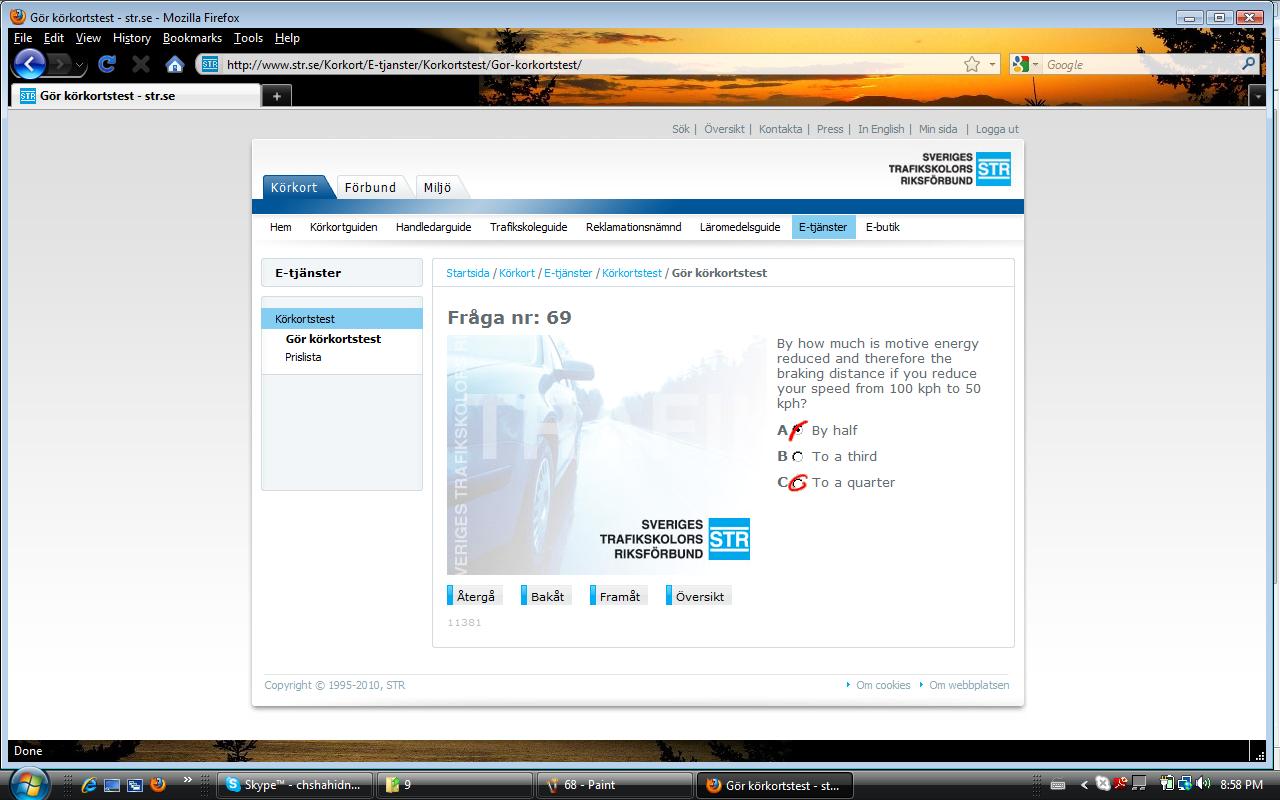 Gör körkortstest - str.se - Mozilla Firefox
File Edit View History Bookmarks Tools Help
STR http://www.str.se/Korkort/E-tjanster/Korkortstest/Gor-korkortstest/
Google
STR Gör körkortstest - str.se
Sök | Översikt | Kontakta | Press | In English | Min sida | Logga ut
SVERIGES
TRAFIKSKOLORS
RIKSFÖRBUND
STR
Körkort Förbund Miljö
Hem Körkortguiden Handledarguide Trafikskoleguide Reklamationsnämnd Läromedelsguide E-tjänster E-butik
E-tjänster
Körkortstest
Gör körkortstest
Prislista
Startsida / Körkort / E-tjänster / Körkortstest / Gör körkortstest
Fråga nr: 69
VERIGES TRAFIKSKOLORS R
TRAFI
SVERIGES
TRAFIKSKOLORS
RIKSFÖRBUND
STR
By how much is motive energy
reduced and therefore the
braking distance if you reduce
your speed from 100 kph to 50
kph?
A By half
B To a third
C To a quarter
Återgå Bakåt Framåt Översikt
11381
Copyright © 1995-2010, STR
Om cookies Om webbplatsen
Done
Skype™ - chshahidn... 9 68 - Paint Gör körkortstest - st...
8:58 PM